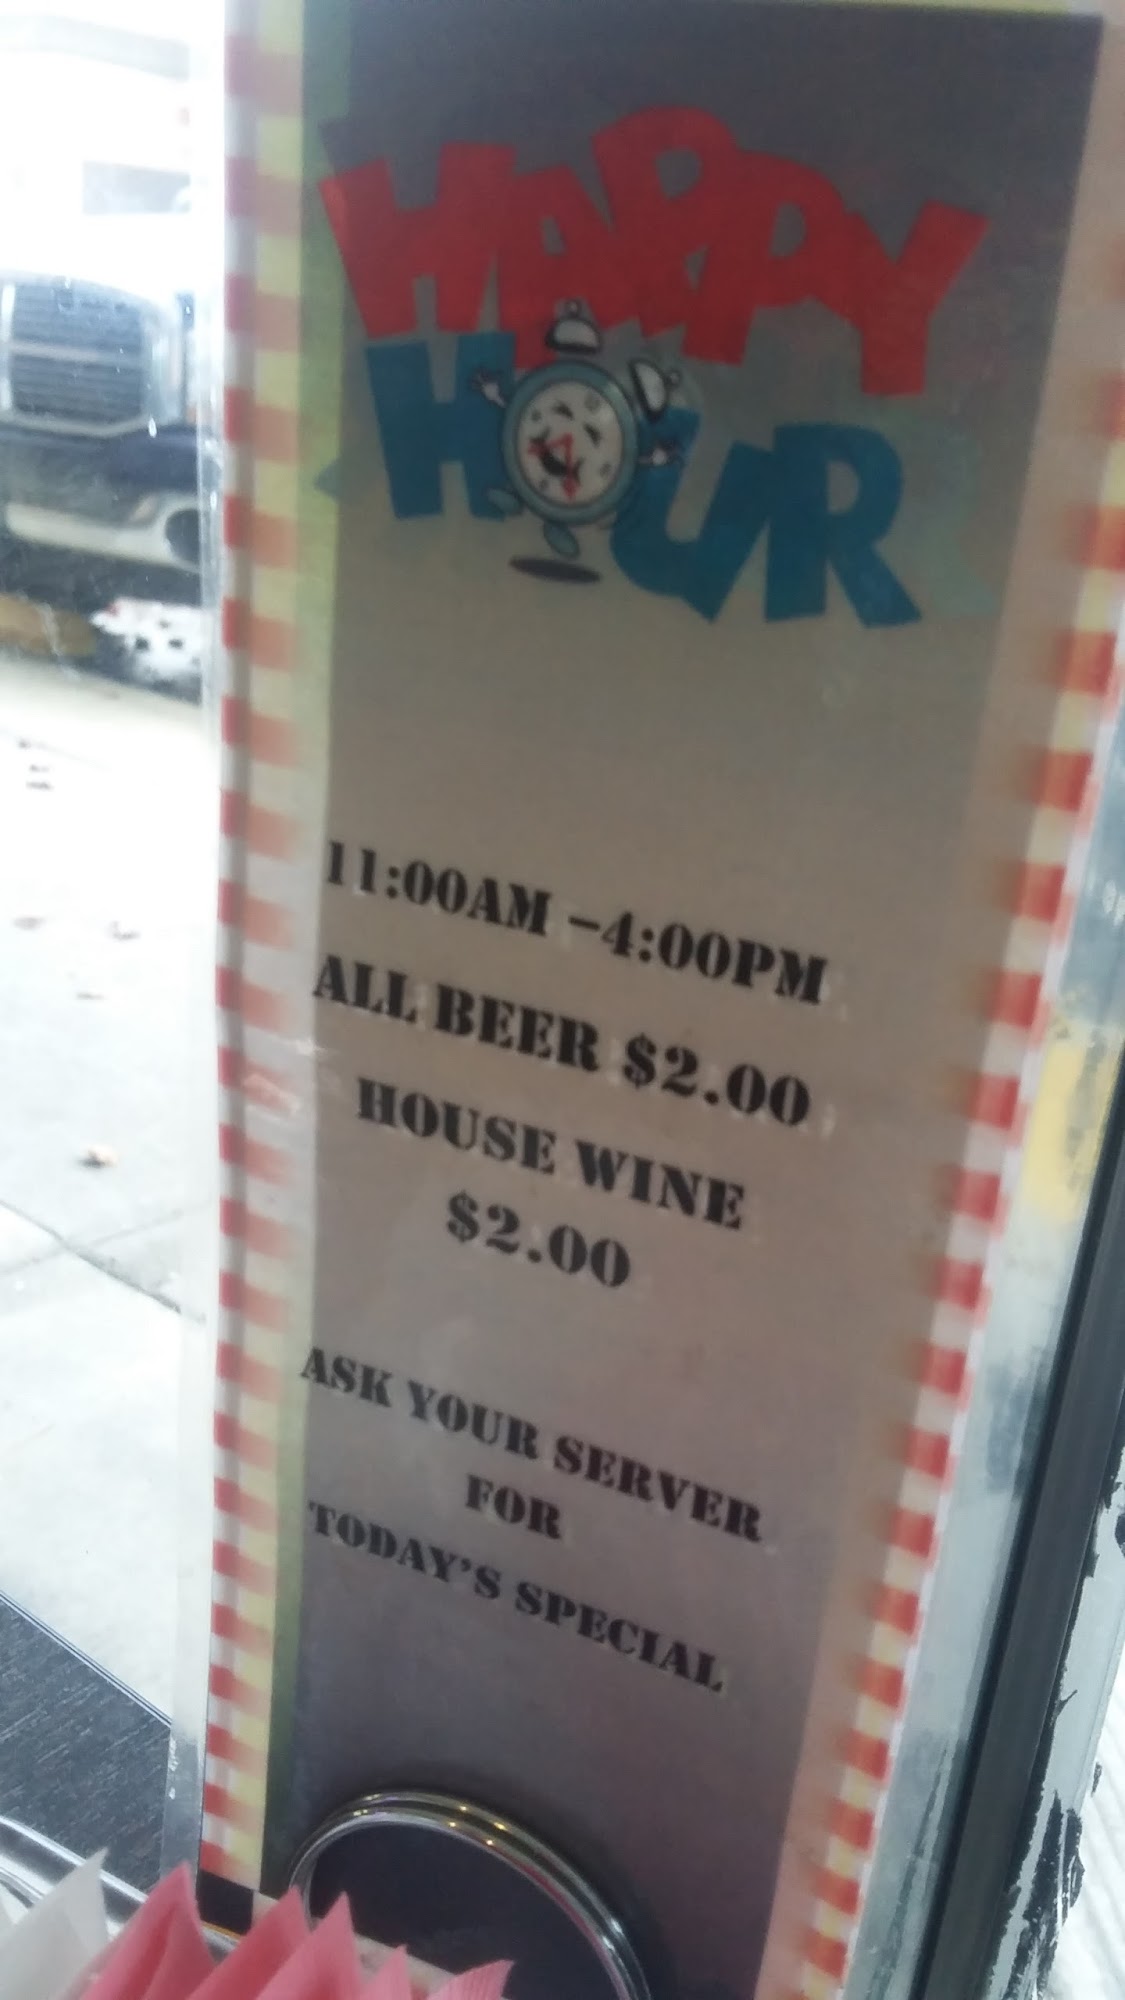 HAPPY
HOUR
11:00AM –4:00PM
ALL BEER $2.00
HOUSE WINE
$2.00
ASK YOUR SERVER
FOR
TODAY'S SPECIAL